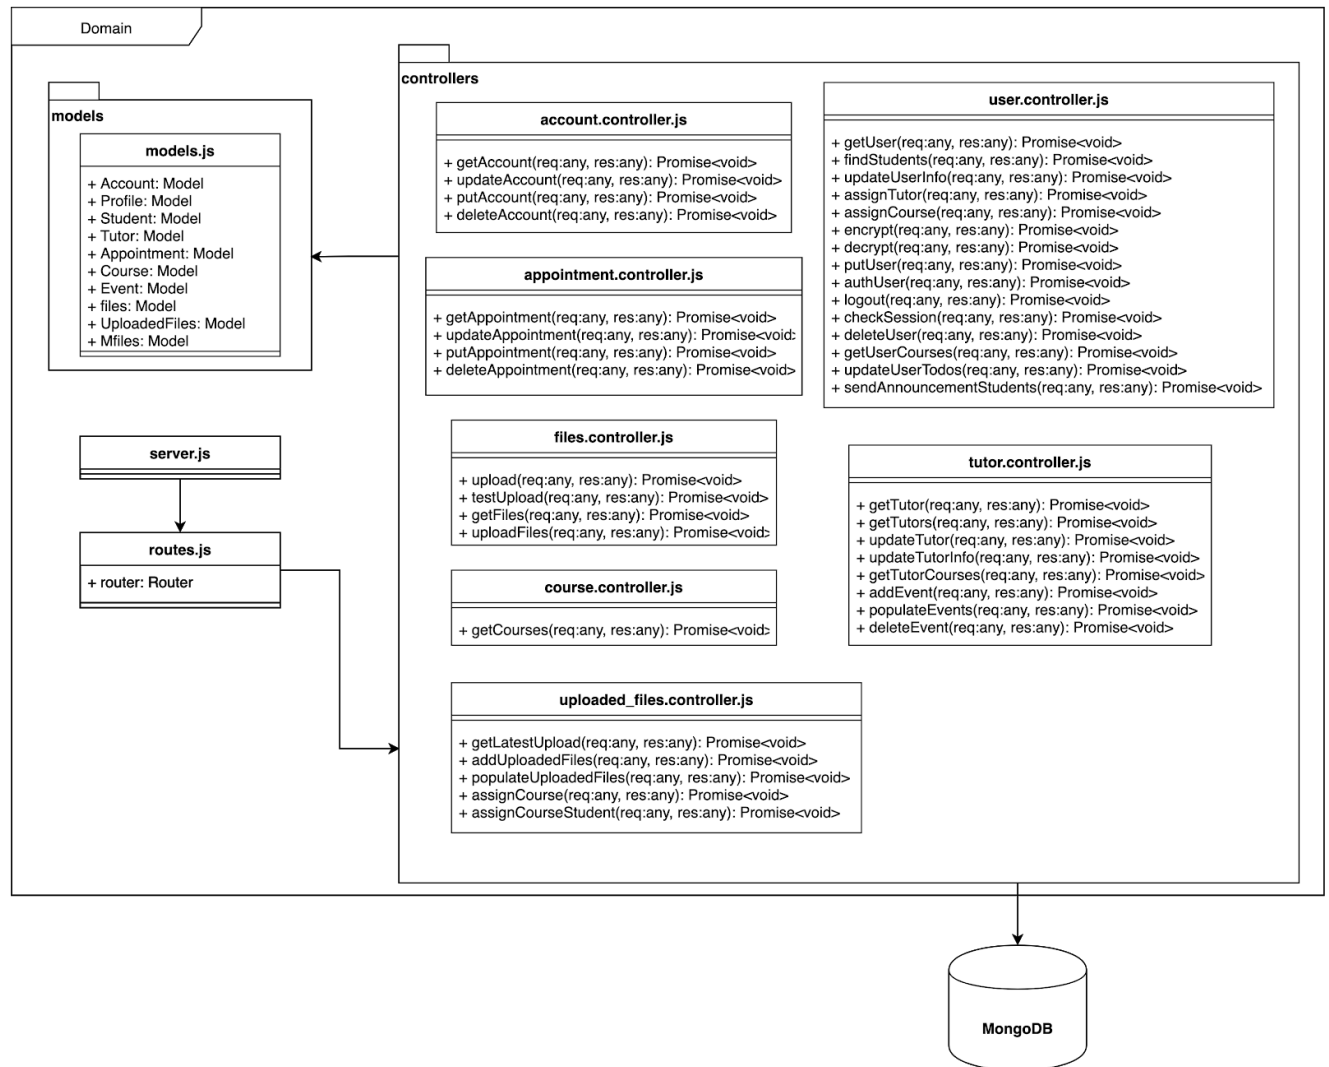 Domain
models
models.js
+ Account: Model
+ Profile: Model
+ Student: Model
+ Tutor: Model
+ Appointment: Model
+ Course: Model
+ Event: Model
+ files: Model
+ UploadedFiles: Model
+ Mfiles: Model
server.js
routes.js
+ router: Router
controllers
account.controller.js
+ getAccount(req:any, res:any): Promise<void>
+ updateAccount(req:any, res:any): Promise<void>
+ putAccount(req:any, res:any): Promise<void>
+ deleteAccount(req:any, res:any): Promise<void>
appointment.controller.js
+ getAppointment(req:any, res:any): Promise<void>
+ updateAppointment(req:any, res:any): Promise<void:
+ putAppointment(req:any, res:any): Promise<void>
+ deleteAppointment(req:any, res:any): Promise<void>
files.controller.js
+ upload(req:any, res:any): Promise<void>
+ testUpload(req:any, res:any): Promise<void>
+ getFiles(req:any, res:any): Promise<void>
+ uploadFiles(req:any, res:any): Promise<void>
course.controller.js
+ getCourses(req:any, res:any): Promise<void:
uploaded_files.controller.js
+ getLatestUpload(req:any, res:any): Promise<void>
+ addUploadedFiles(req:any, res:any): Promise<void>
+ populateUploadedFiles(req:any, res:any): Promise<void>
+ assignCourse(req:any, res:any): Promise<void>
+ assignCourseStudent(req:any, res:any): Promise<void>
user.controller.js
+ getUser(req:any, res:any): Promise<void>
+ findStudents(req:any, res:any): Promise<void>
+ updateUserInfo(req:any, res:any): Promise<void>
+ assignTutor(req:any, res:any): Promise<void>
+ assignCourse(req:any, res:any): Promise<void>
+ encrypt(req:any, res:any): Promise<void>
+ decrypt(req:any, res:any): Promise<void>
+ putUser(req:any, res:any): Promise<void>
+ authUser(req:any, res:any): Promise<void>
+ logout(req:any, res:any): Promise<void>
+ checkSession(req:any, res:any): Promise<void>
+ deleteUser(req:any, res:any): Promise<void>
+ getUserCourses(req:any, res:any): Promise<void>
+ updateUserTodos(req:any, res:any): Promise<void>
+ sendAnnouncementStudents(req:any, res:any): Promise<void>
tutor.controller.js
+ getTutor(req:any, res:any): Promise<void>
+ getTutors(req:any, res:any): Promise<void>
+ updateTutor(req:any, res:any): Promise<void>
+ updateTutorInfo(req:any, res:any): Promise<void>
+ getTutorCourses(req:any, res:any): Promise<void>
+ addEvent(req:any, res:any): Promise<void>
+ populateEvents(req:any, res:any): Promise<void>
+ deleteEvent(req:any, res:any): Promise<void>
MongoDB